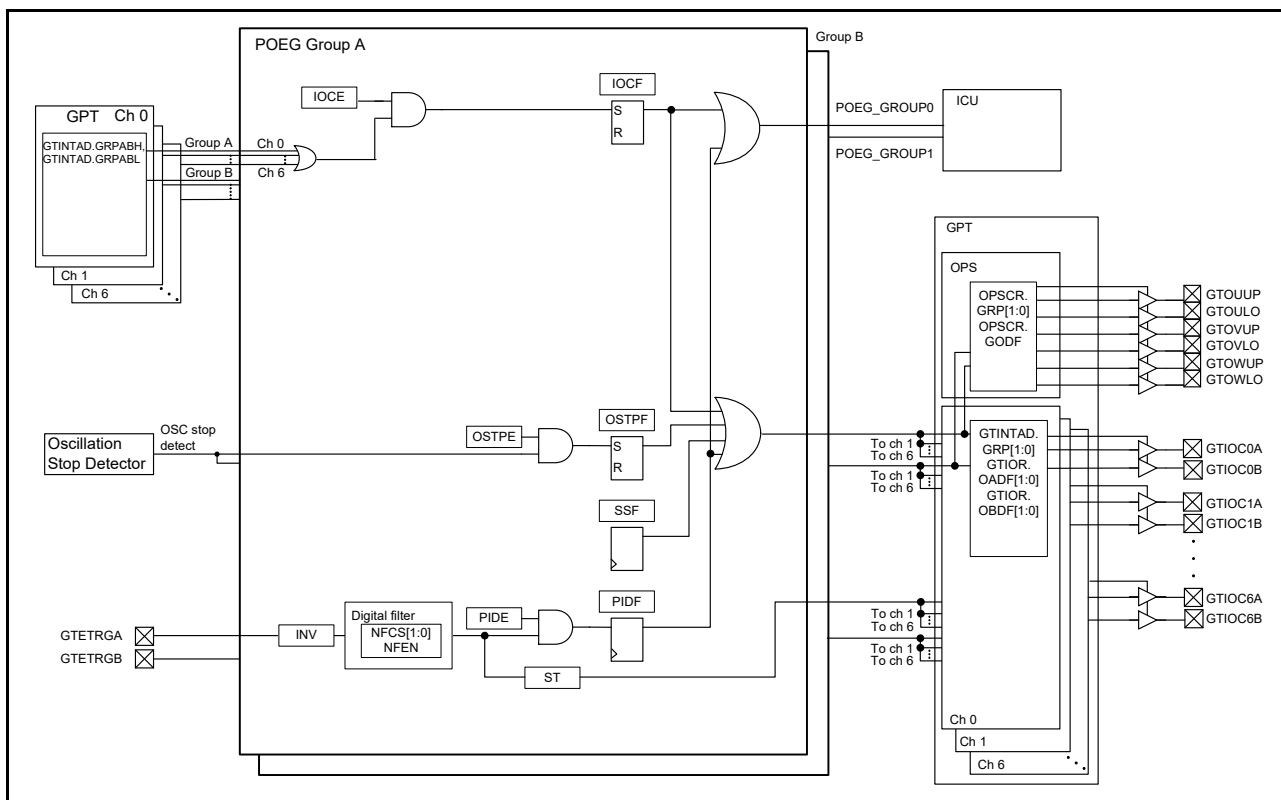 POEG Group A
Group B
GPT Ch 0
GTINTAD.GRPABH,
GTINTAD.GRPABL
Ch 1
Ch 6
Group A
Group B
Ch 0
Ch 6
IOCE
IOCF
S
R
POEG_GROUP0
POEG_GROUP1
ICU
Oscillation
Stop Detector
OSC stop
detect
OSTPE
OSTPF
S
R
SSF
GTETRGA
GTETRGB
INV
Digital filter
NFCS[1:0]
NFEN
PIDE
PIDF
ST
To ch 1
To ch 6
To ch 1
To ch 6
To ch 1
To ch 6
To ch 1
To ch 6
GPT
OPS
OPSCR.
GRP[1:0]
OPSCR.
GODF
GTINTAD.
GRP[1:0]
GTIOR.
OADF[1:0]
GTIOR.
OBDF[1:0]
Ch 0
Ch 1
Ch 6
GTOUUP
GTOULO
GTOVUP
GTOVLO
GTOWUP
GTOWLO
GTIOC0A
GTIOC0B
GTIOC1A
GTIOC1B
GTIOC6A
GTIOC6B